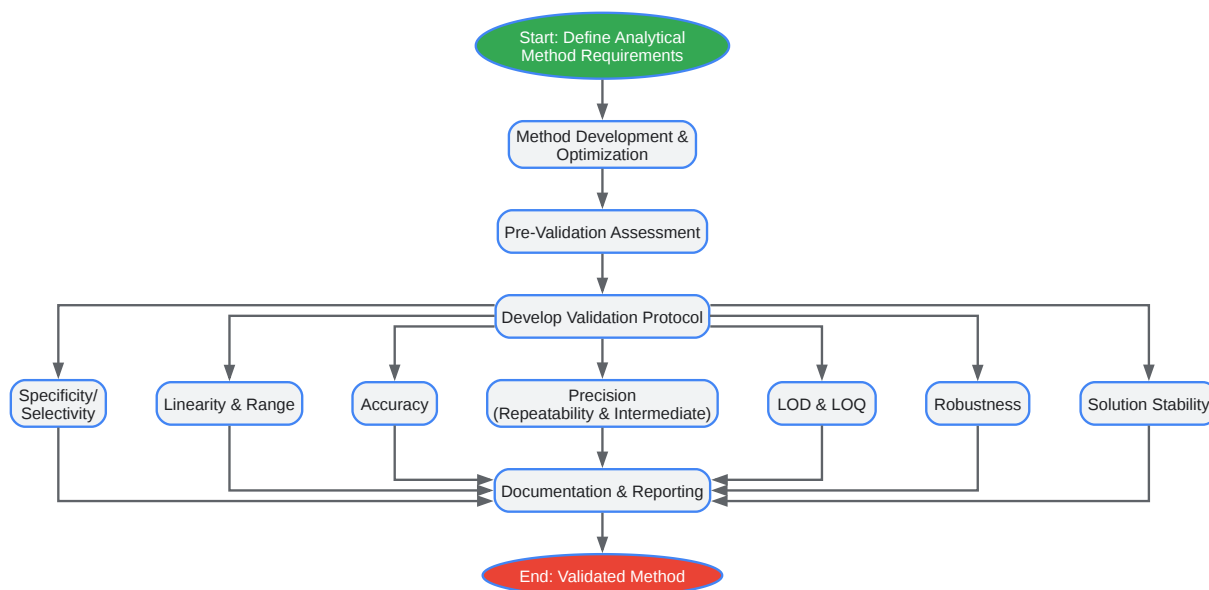 Start: Define Analytical
Method Requirements
Method Development &
Optimization
Pre-Validation Assessment
Develop Validation Protocol
Specificity/
Selectivity
Linearity & Range
Accuracy
Precision
(Repeatability & Intermediate)
LOD & LOQ
Robustness
Solution Stability
Documentation & Reporting
End: Validated Method